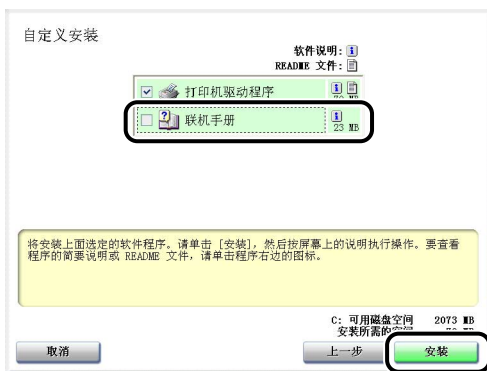 自定义安装
软件说明:
README 文件:
打印机驱动程序
联机手册
23 MB
将安装上面选定的软件程序。请单击 [安装]，然后按屏幕上的说明执行操作。要查看
程序的简要说明或 README 文件，请单击程序右边的图标。
C: 可用磁盘空间 2073 MB
安装所需的空间
取消
上一步
安装